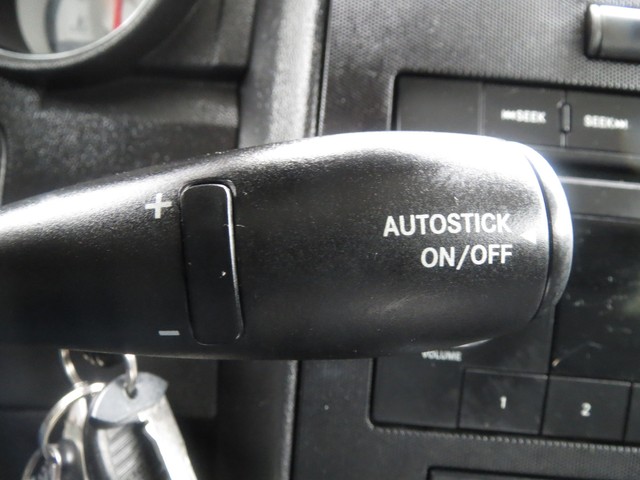 ⏮SEEK
SEEK⏭
+
AUTOSTICK
ON/OFF
-
VOLUME
1
2